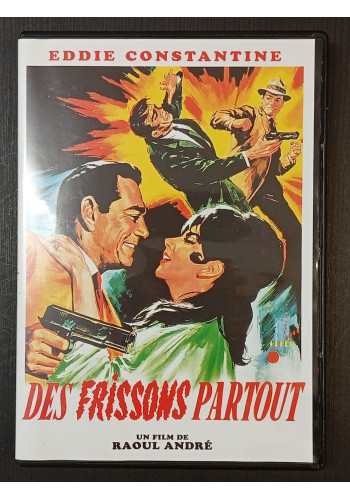 EDDIE CONSTANTINE
DES FRISSONS PARTOUT
UN FILM DE
RAOUL ANDRÉ